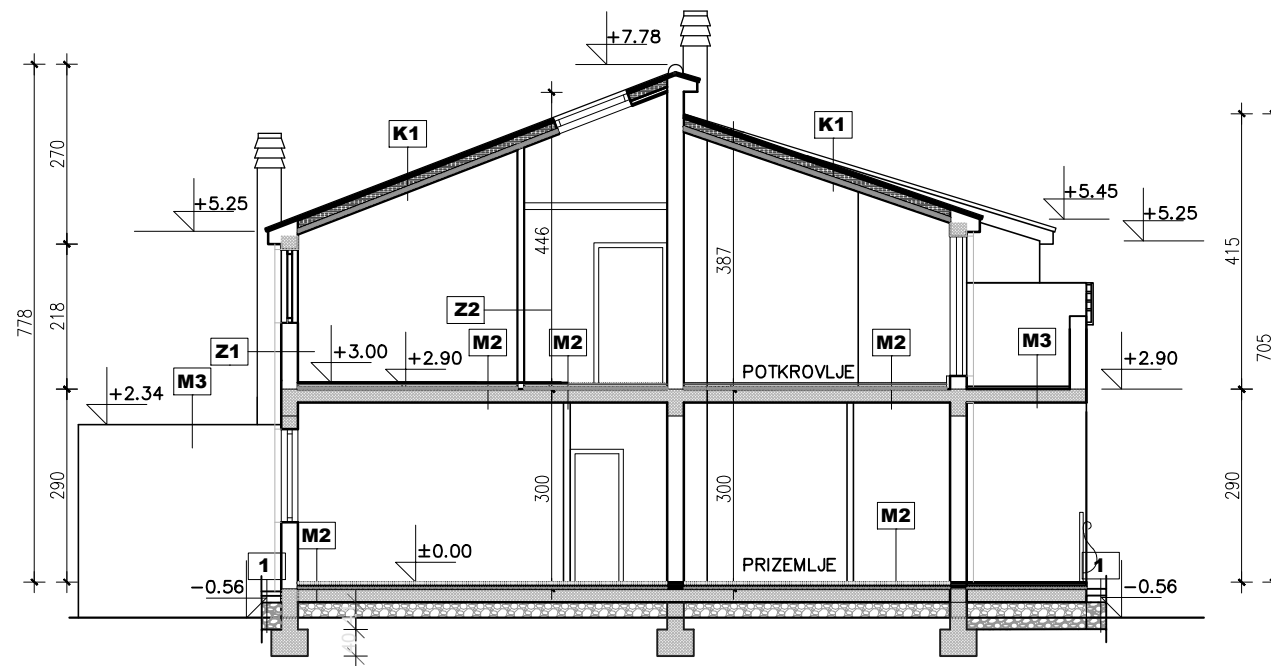 +7.78
K1
K1
270
+5.25
+5.45
+5.25
446
387
415
778
218
Z2
705
M2
M2
M2
M3
Z1
+3.00
+2.90
POTKROVLJE
+2.90
M3
+2.34
290
300
300
290
M2
M2
±0.00
PRIZEMLJE
1
1
-0.56
-0.56